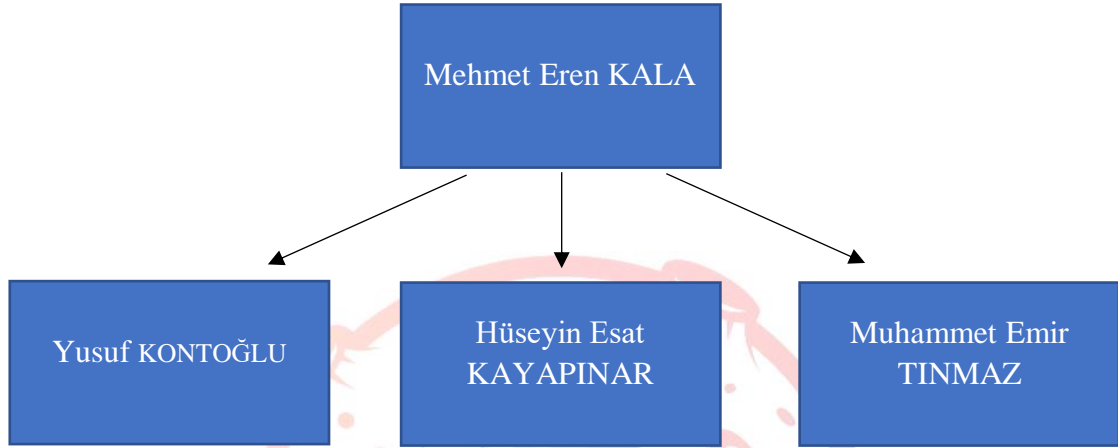 Mehmet Eren KALA
Yusuf KONTOĞLU
Hüseyin Esat
KAYAPINAR
Muhammet Emir
TINMAZ